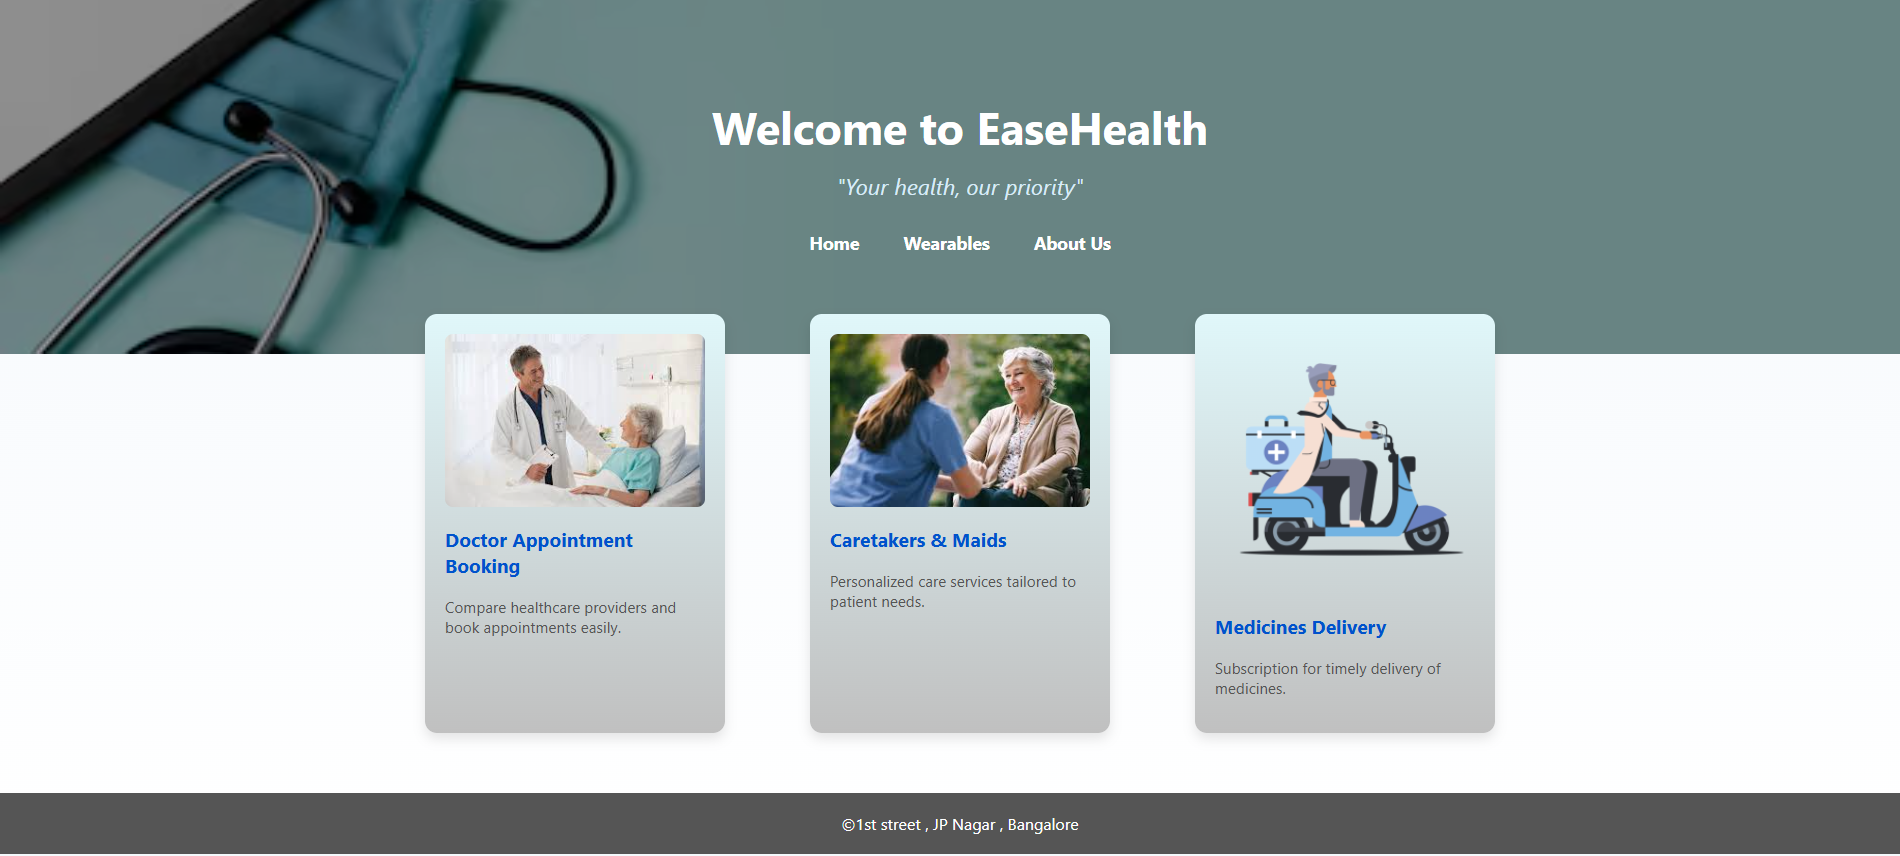 Welcome to EaseHealth
"Your health, our priority"
Home Wearables About Us
Doctor Appointment
Booking
Compare healthcare providers and
book appointments easily.
Caretakers & Maids
Personalized care services tailored to
patient needs.
Medicines Delivery
Subscription for timely delivery of
medicines.
©1st street , JP Nagar , Bangalore